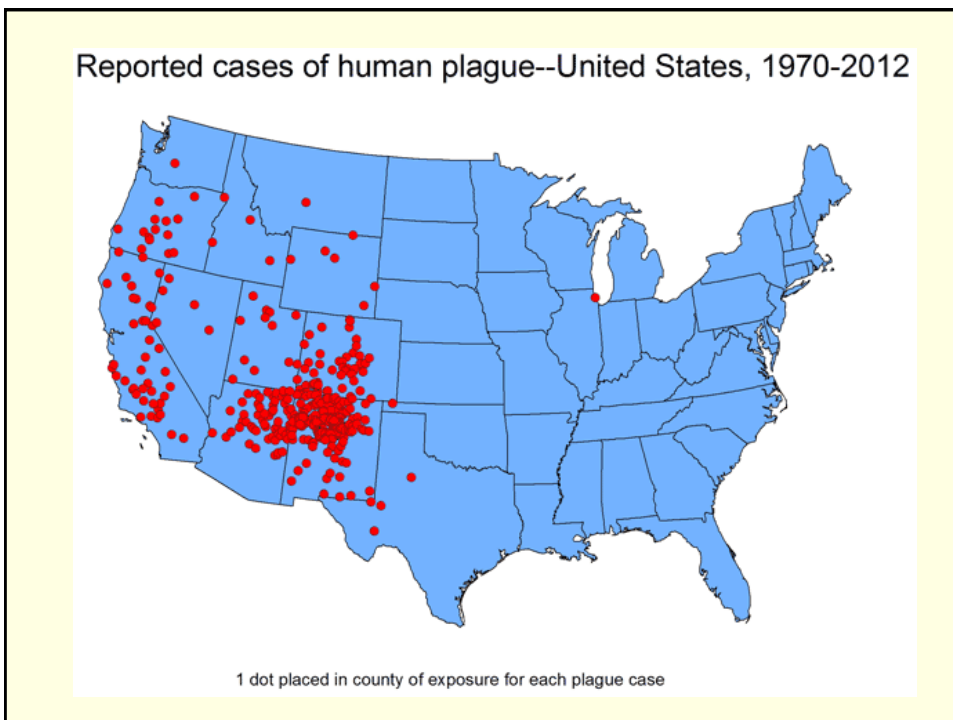 Reported cases of human plague--United States, 1970-2012
1 dot placed in county of exposure for each plague case